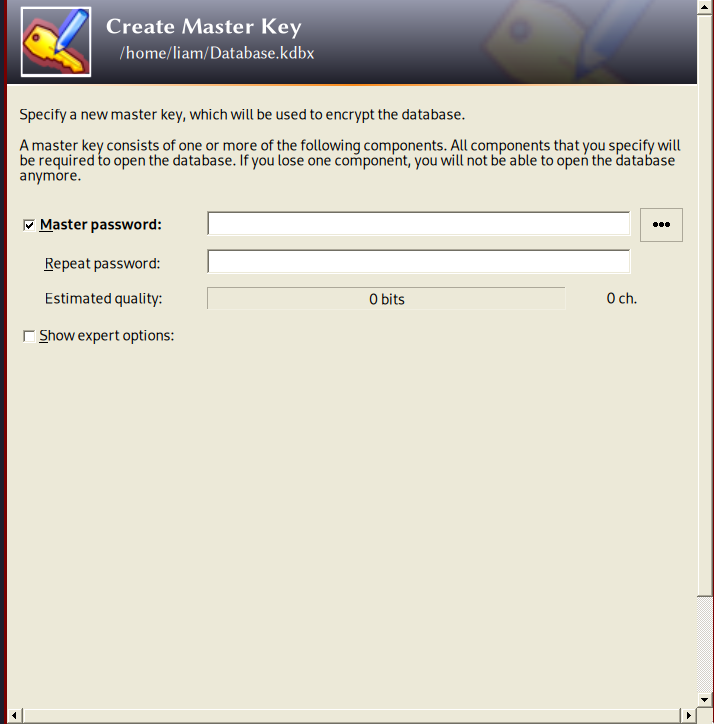 Create Master Key
/home/liam/Database.kdbx
Specify a new master key, which will be used to encrypt the database.
A master key consists of one or more of the following components. All components that you specify will
be required to open the database. If you lose one component, you will not be able to open the database
anymore.
Master password:
Repeat password:
Estimated quality: 0 bits 0 ch.
Show expert options: